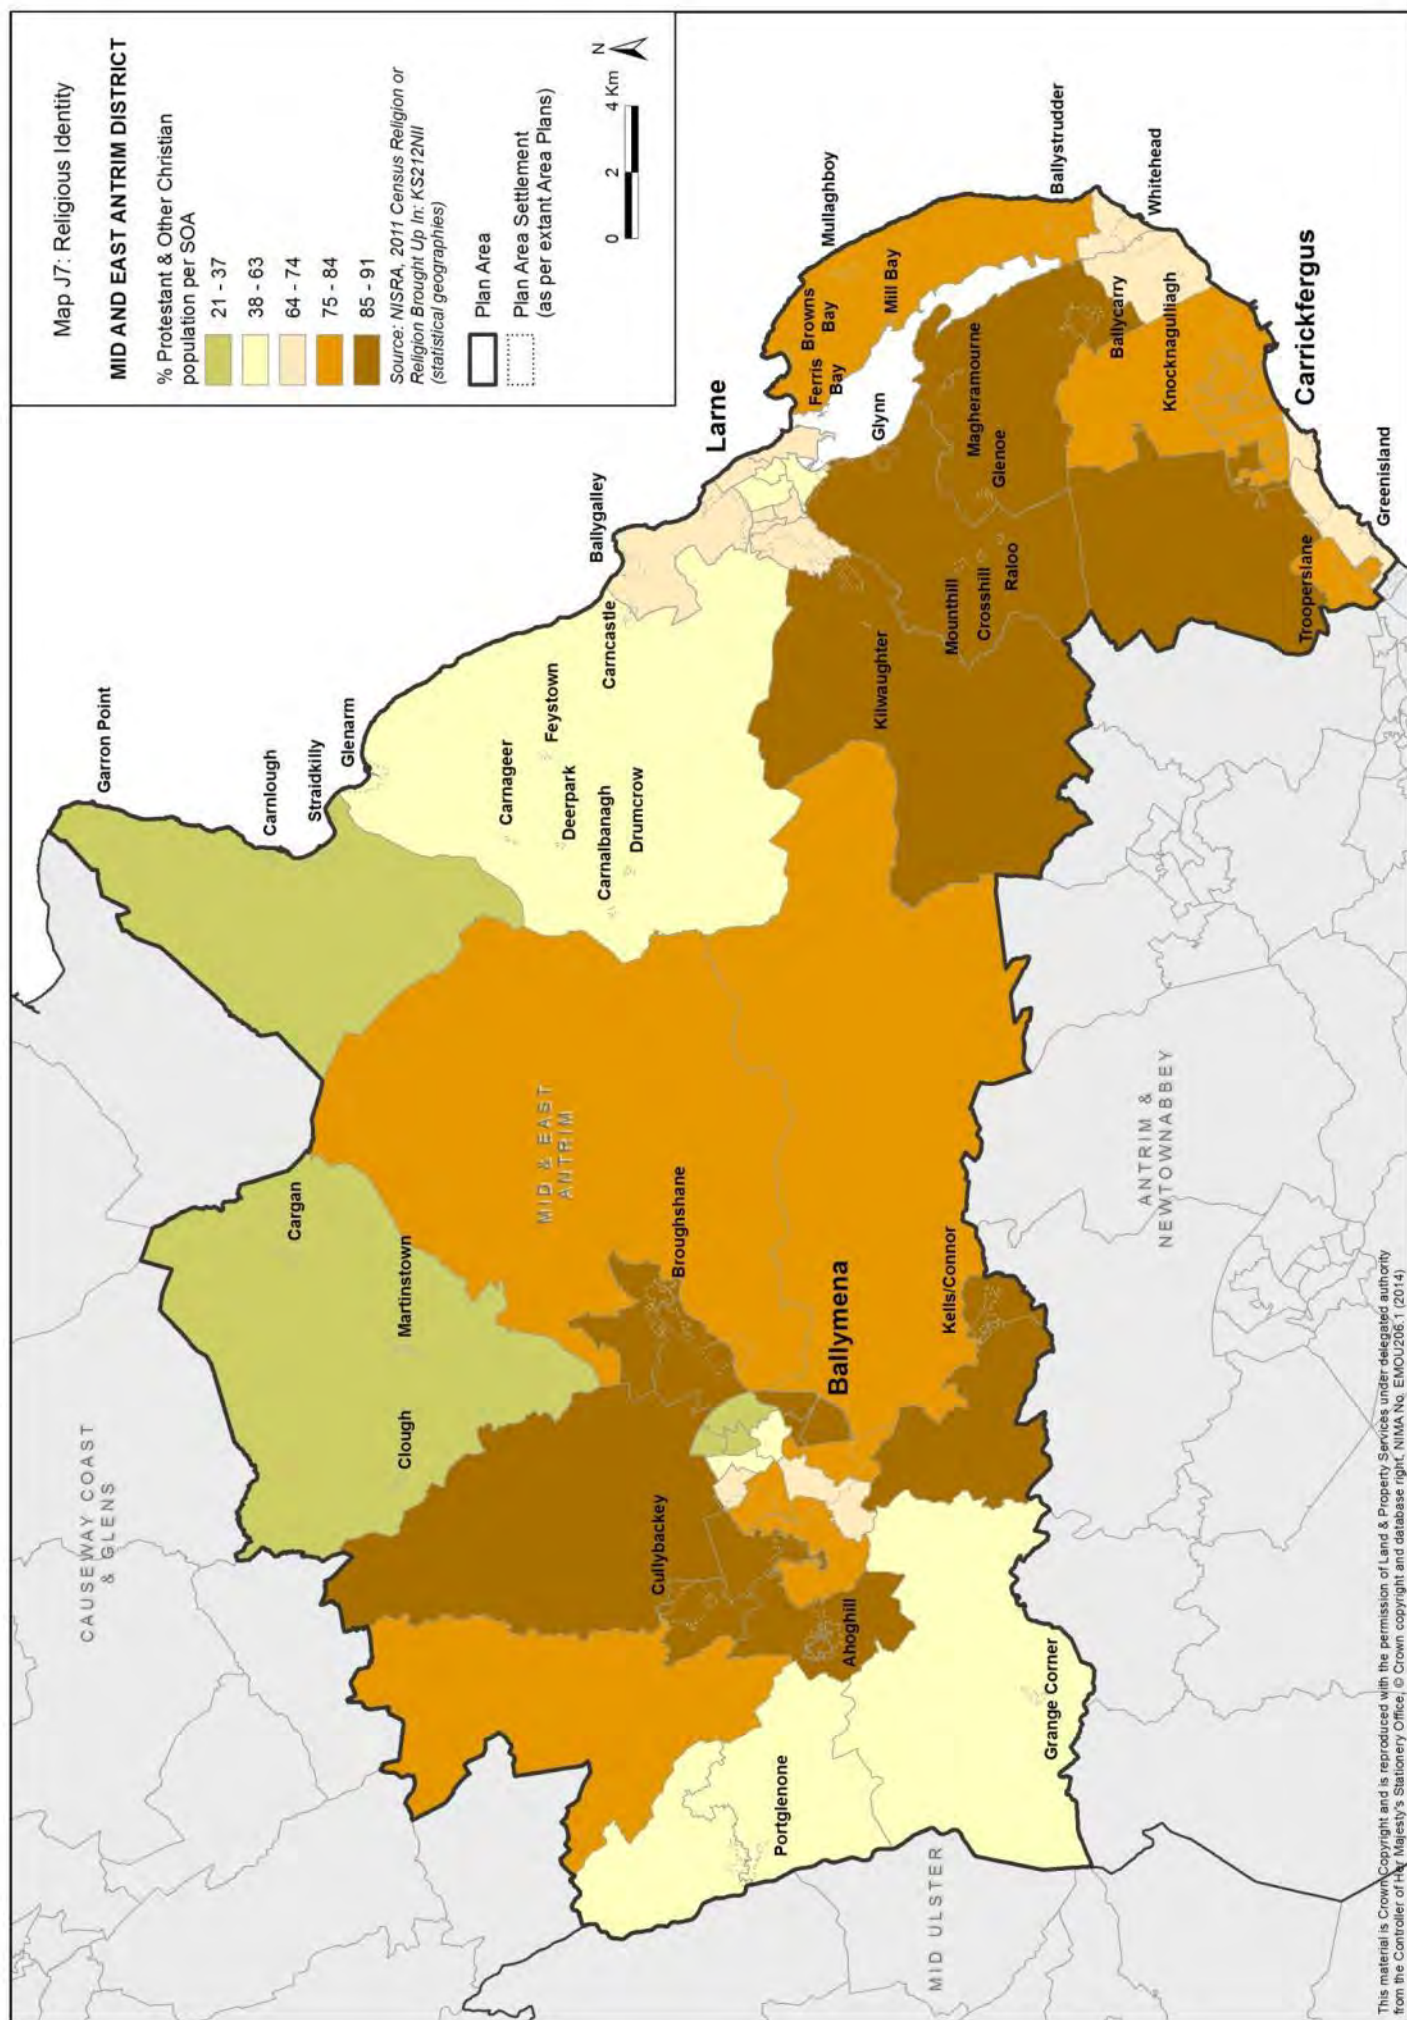 Map J7: Religious Identity
MID AND EAST ANTRIM DISTRICT
% Protestant & Other Christian
population per SOA
21 - 37
38 - 63
64 - 74
75 - 84
85 - 91
Source: NISRA, 2011 Census Religion or
Religion Brought Up In: KS212NII
(statistical geographies)
Plan Area
Plan Area Settlement
(as per extant Area Plans)
0 2 4 Km
N
Garron Point
Carnlough
Straidkilly
Glenarm
CAUSEWAY COAST
& GLENS
Cargan
Martinstown
Clough
Carnageer
Feystown
Deerpark
Carnalbanagh
Drumcrow
Carncastle
Ballygalley
MID & EAST
ANTRIM
Larne
Broughshane
Cullybackey
Ballymena
Ahoghill
Portglenone
Kells/Connor
Grange Corner
MID ULSTER
ANTRIM &
NEWTOWNABBEY
Kilwaughter
Mounthill
Crosshill
Raloo
Glynn
Magheramourne
Glenoe
Ferris
Bay
Browns
Bay
Mullaghboy
Mill Bay
Ballystrudder
Whitehead
Ballycarry
Knocknagulliagh
Carrickfergus
Trooperslane
Greenisland
This material is Crown Copyright and is reproduced with the permission of Land & Property Services under delegated authority
from the Controller of Her Majesty's Stationery Office, © Crown copyright and database right, NIMA No. EMOU206.1 (2014)